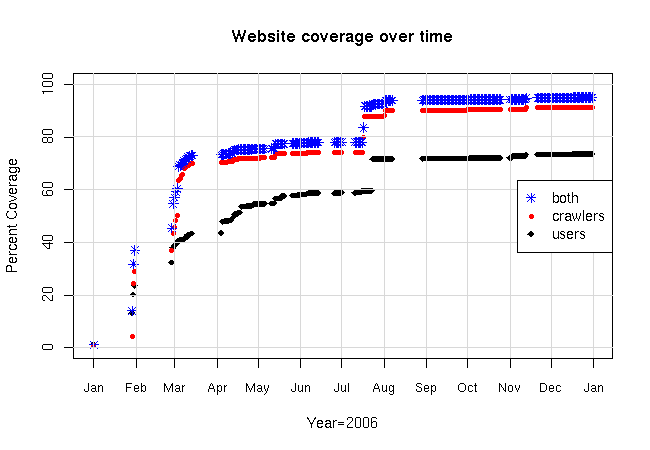 Website coverage over time
Percent Coverage
100
80
60
40
20
0
both
crawlers
users
Jan Feb Mar Apr May Jun Jul Aug Sep Oct Nov Dec Jan
Year=2006